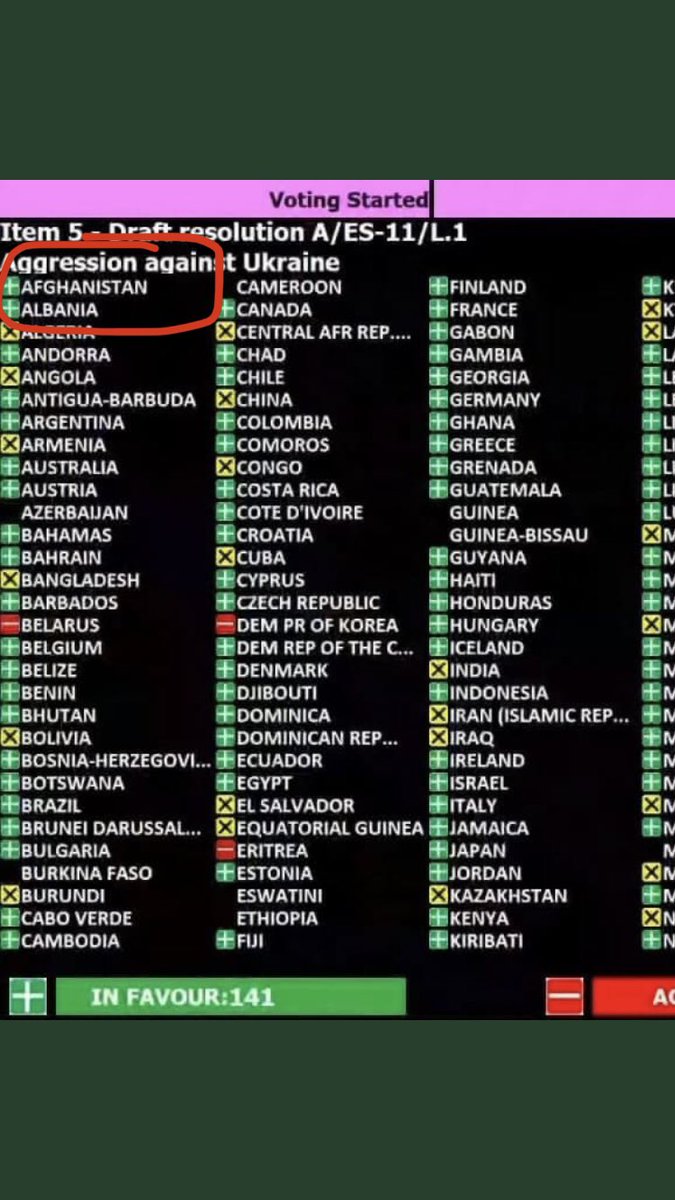 Voting Started
Item 5 - Draft resolution A/ES-11/L.1
Aggression against Ukraine
AFGHANISTAN
ALBANIA
ALGERIA
ANDORRA
ANGOLA
ANTIGUA-BARBUDA
ARGENTINA
ARMENIA
AUSTRALIA
AUSTRIA
AZERBAIJAN
BAHAMAS
BAHRAIN
BANGLADESH
BARBADOS
BELARUS
BELGIUM
BELIZE
BENIN
BHUTAN
BOLIVIA
BOSNIA-HERZEGOVI...
BOTSWANA
BRAZIL
BRUNEI DARUSSAL...
BULGARIA
BURKINA FASO
BURUNDI
CABO VERDE
CAMBODIA
CAMEROON
CANADA
CENTRAL AFR REP....
CHAD
CHILE
CHINA
COLOMBIA
COMOROS
CONGO
COSTA RICA
COTE D'IVOIRE
CROATIA
CUBA
CYPRUS
CZECH REPUBLIC
DEM PR OF KOREA
DEM REP OF THE C...
DENMARK
DJIBOUTI
DOMINICA
DOMINICAN REP...
ECUADOR
EGYPT
EL SALVADOR
EQUATORIAL GUINEA
ERITREA
ESTONIA
ESWATINI
ETHIOPIA
FIJI
FINLAND
FRANCE
GABON
GAMBIA
GEORGIA
GERMANY
GHANA
GREECE
GRENADA
GUATEMALA
GUINEA
GUINEA-BISSAU
GUYANA
HAITI
HONDURAS
HUNGARY
ICELAND
INDIA
INDONESIA
IRAN (ISLAMIC REP...
IRAQ
IRELAND
ISRAEL
ITALY
JAMAICA
JAPAN
JORDAN
KAZAKHSTAN
KENYA
KIRIBATI
IN FAVOUR:141